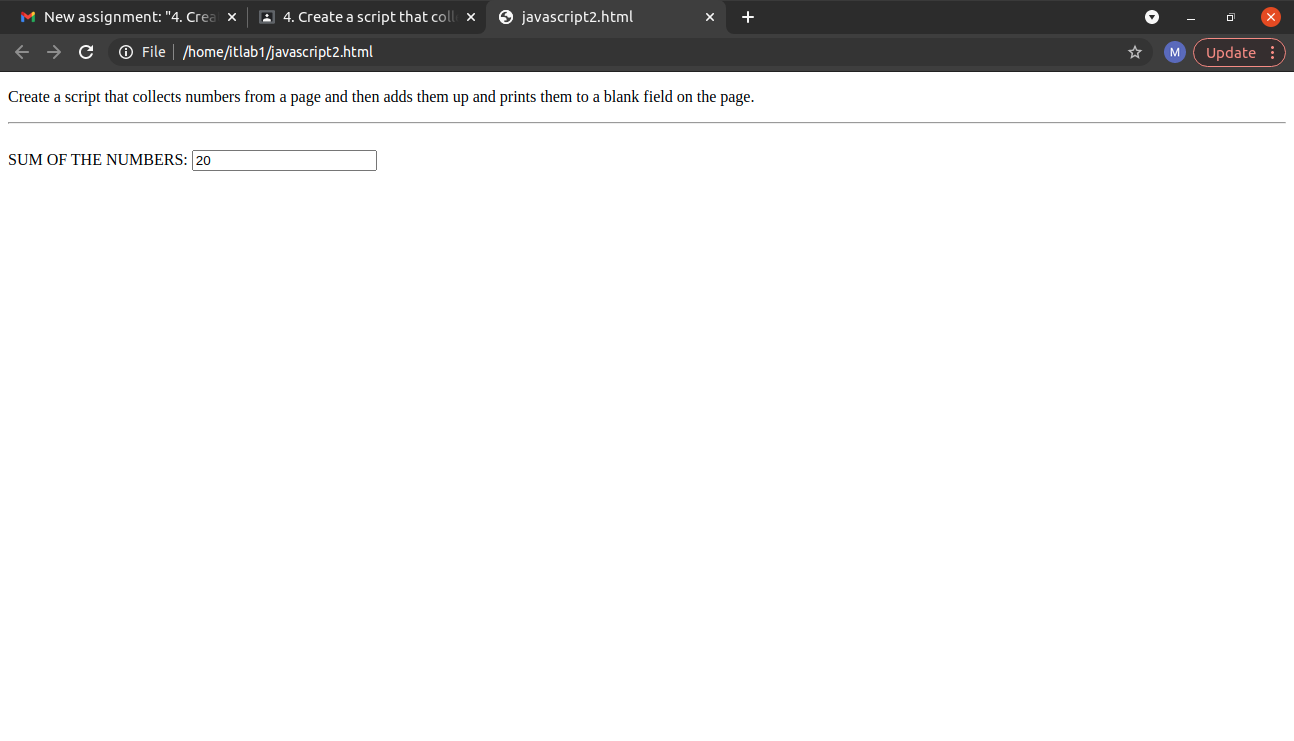 New assignment: "4. Crea
4. Create a script that coll
javascript2.html
File
/home/itlab1/javascript2.html
M
Update
Create a script that collects numbers from a page and then adds them up and prints them to a blank field on the page.
SUM OF THE NUMBERS: 20